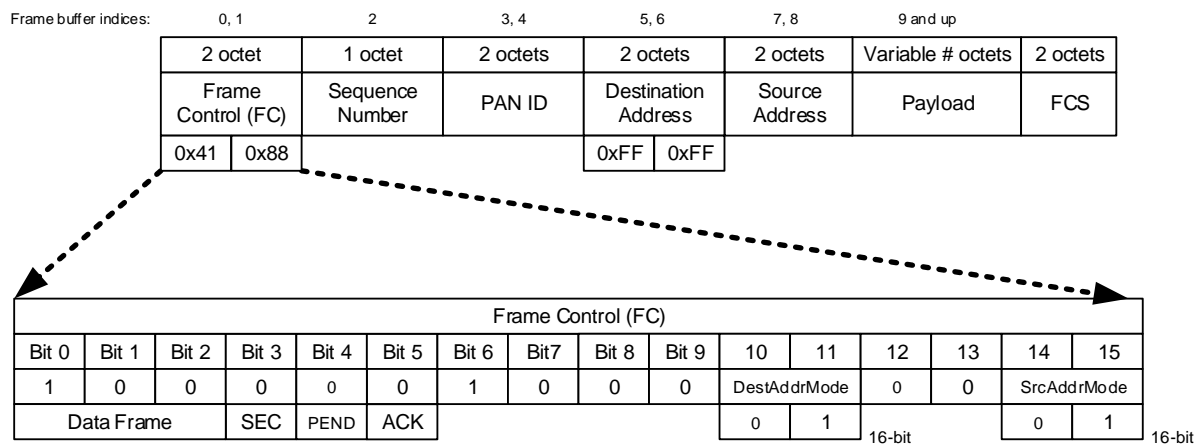 Frame buffer indices: 0, 1 2 3, 4 5, 6 7, 8 9 and up
2 octet 1 octet 2 octets 2 octets 2 octets Variable # octets 2 octets
Frame Control (FC) Sequence Number PAN ID Destination Address Source Address Payload FCS
0x41 0x88 0xFF 0xFF
Frame Control (FC)
Bit 0 Bit 1 Bit 2 Bit 3 Bit 4 Bit 5 Bit 6 Bit7 Bit 8 Bit 9 10 11 12 13 14 15
1 0 0 0 0 0 1 0 0 0 DestAddrMode 0 0 SrcAddrMode
Data Frame SEC PEND ACK 0 1 16-bit 0 1 16-bit